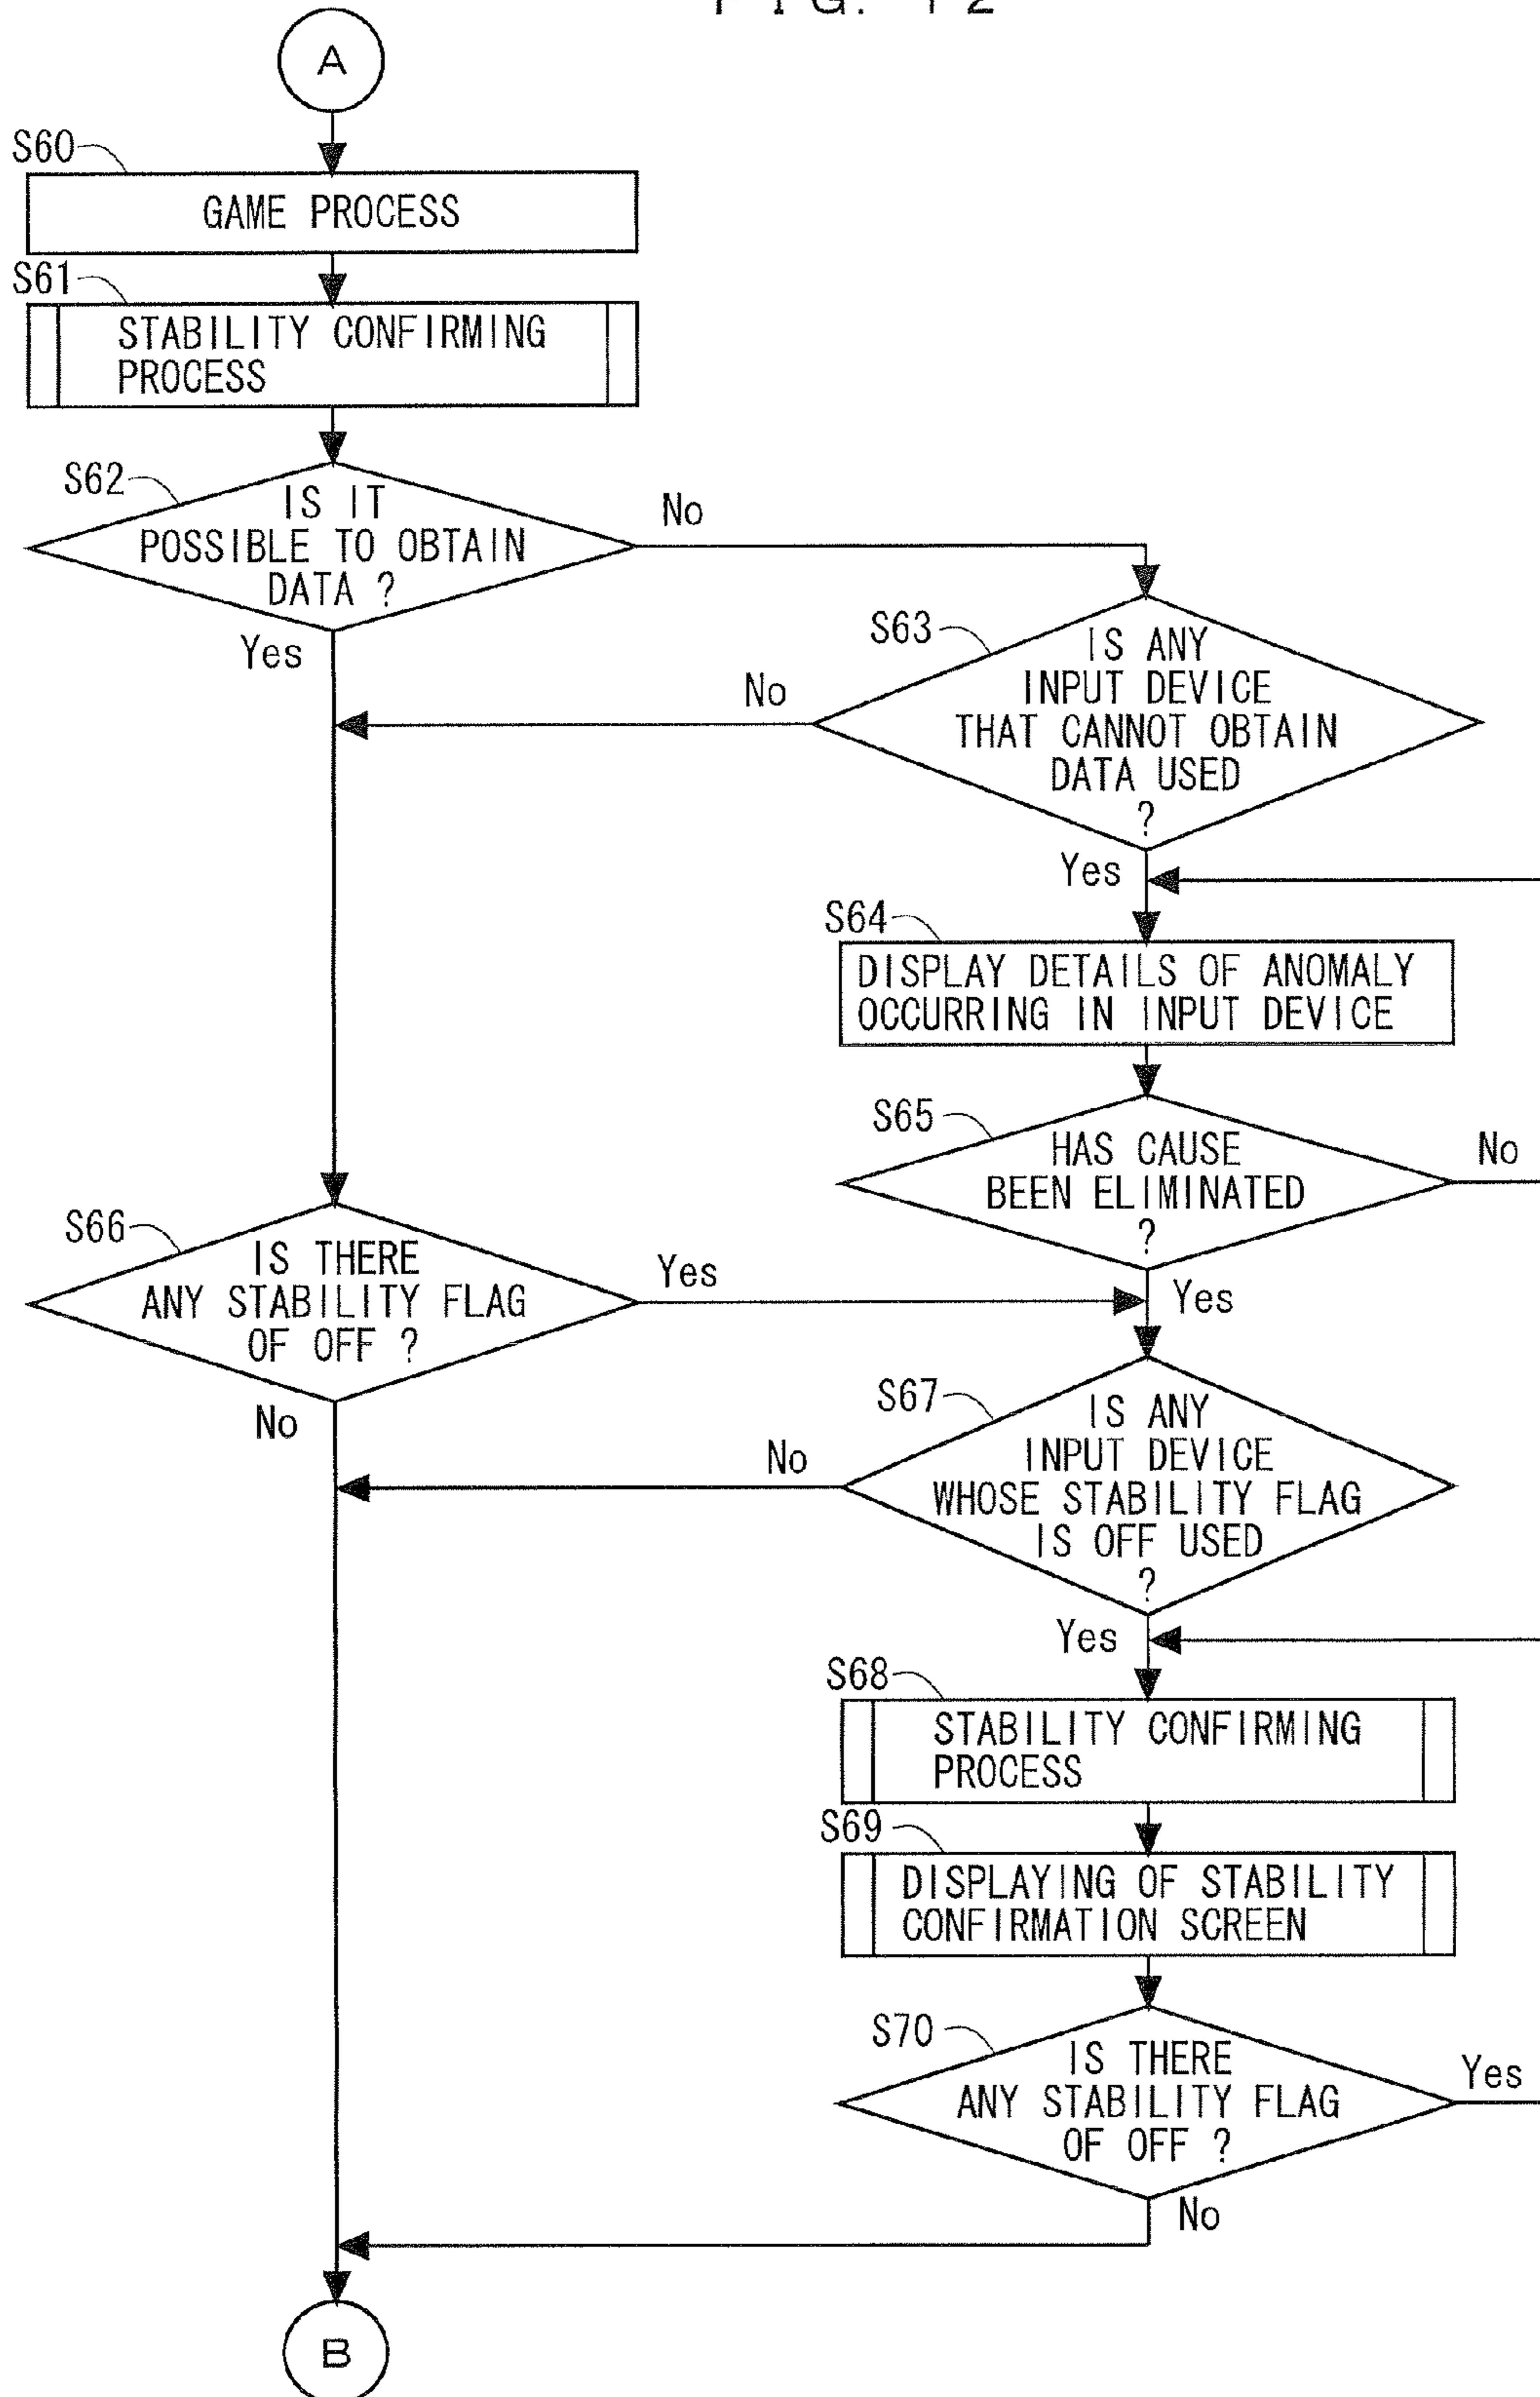 A
S60
GAME PROCESS
S61
STABILITY CONFIRMING
PROCESS
S62
IS IT
POSSIBLE TO OBTAIN
DATA ?
No
Yes
S63
IS ANY
INPUT DEVICE
THAT CANNOT OBTAIN
DATA USED
?
No
Yes
S64
DISPLAY DETAILS OF ANOMALY
OCCURRING IN INPUT DEVICE
S65
HAS CAUSE
BEEN ELIMINATED
?
No
Yes
S66
IS THERE
ANY STABILITY FLAG
OF OFF ?
Yes
No
S67
IS ANY
INPUT DEVICE
WHOSE STABILITY FLAG
IS OFF USED
?
No
Yes
S68
STABILITY CONFIRMING
PROCESS
S69
DISPLAYING OF STABILITY
CONFIRMATION SCREEN
S70
IS THERE
ANY STABILITY FLAG
OF OFF ?
Yes
No
B